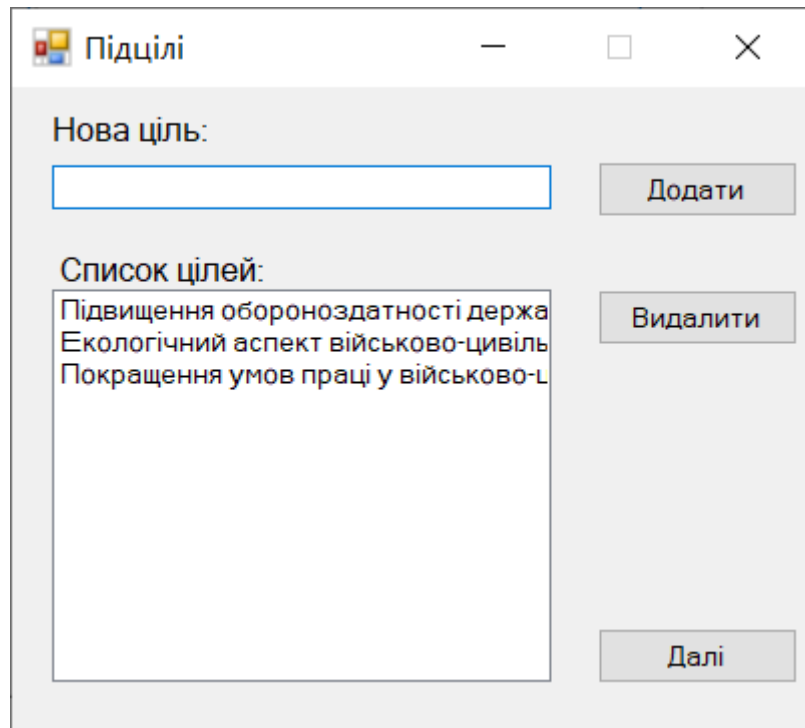 Підцілі
Нова ціль:
Додати
Список цілей:
Підвищення обороноздатності держа
Екологічний аспект військово-цивіль
Покращення умов праці у військово-ц
Видалити
Далі